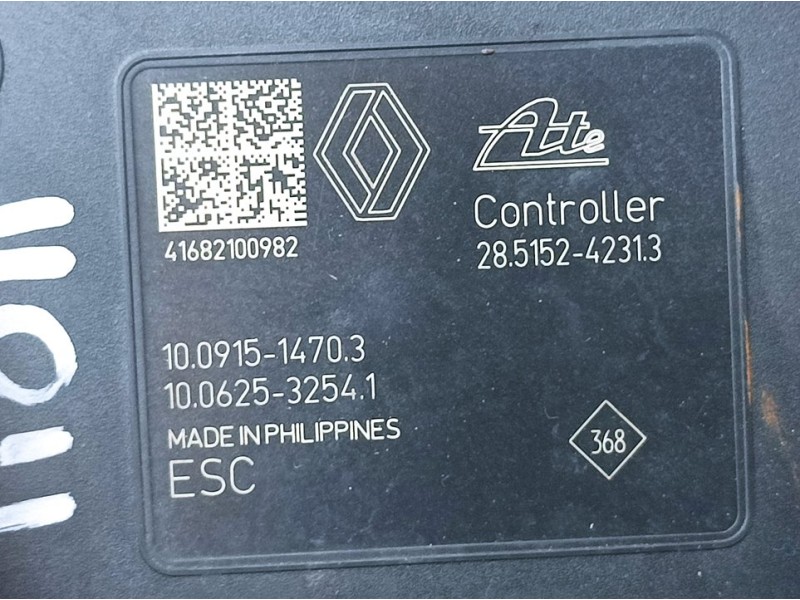 Ate
Controller
41682100982
28.5152-4231.3
10.0915-1470.3
10.0625-3254.1
MADE IN PHILIPPINES
ESC
368